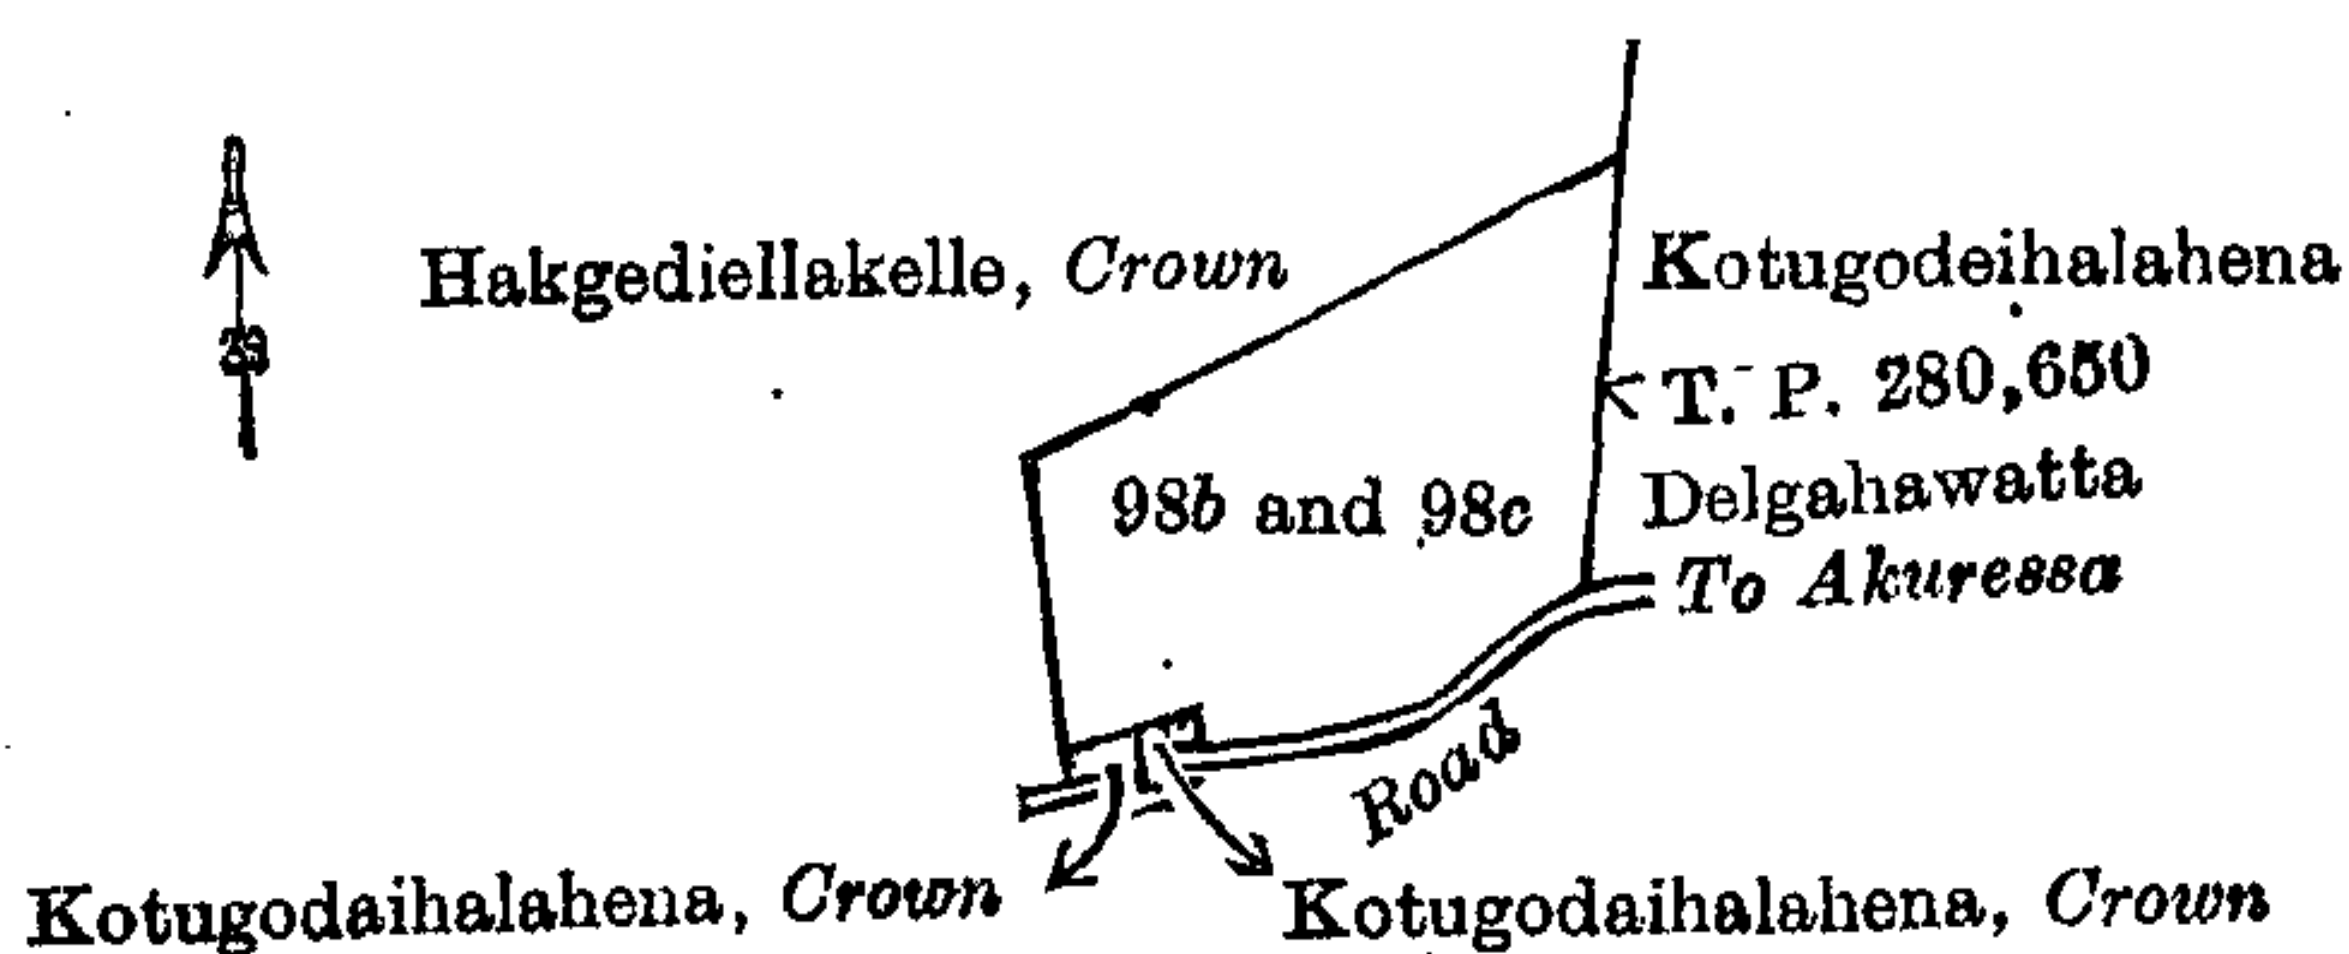 Hakgediellakelle, Crown
Kotugodeihalahena
T. P. 280,650
98b and 98c
Delgahawatta
To Akuressa
Road
Kotugodaihalahena, Crown
Kotugodaihalahena, Crown